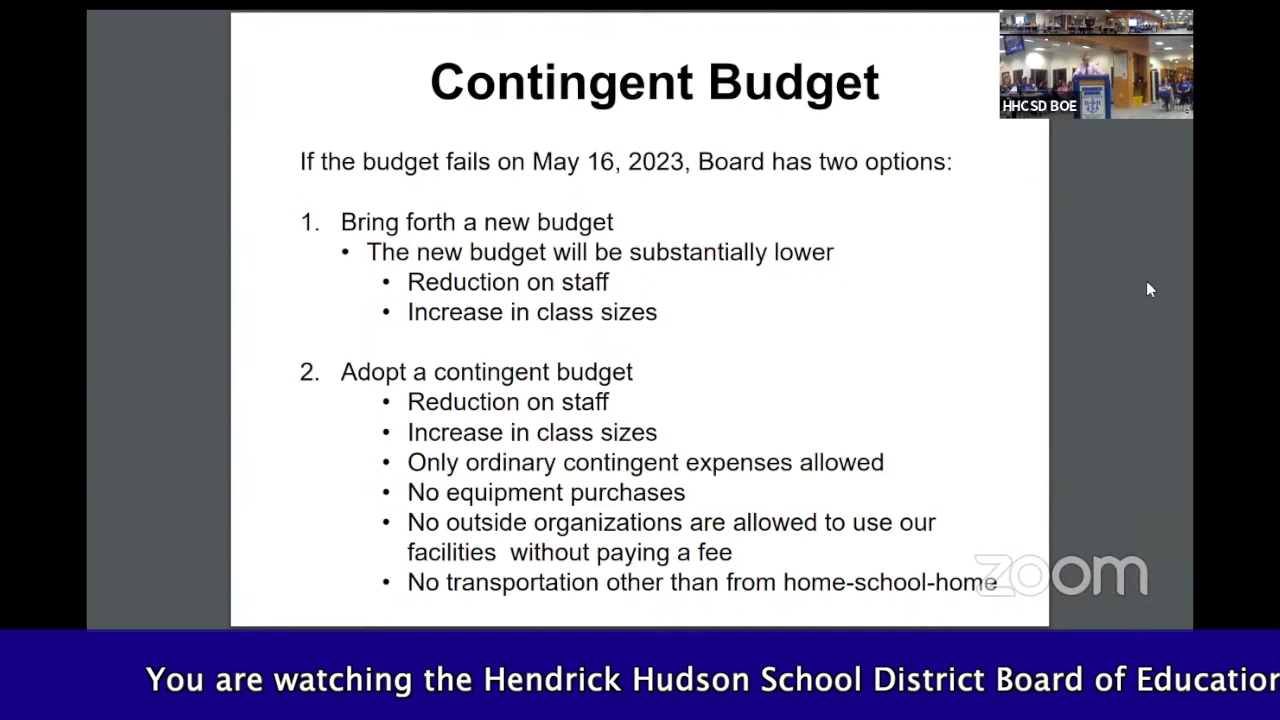 Contingent Budget
HHCSD BOE
If the budget fails on May 16, 2023, Board has two options:
1. Bring forth a new budget
• The new budget will be substantially lower
• Reduction on staff
• Increase in class sizes
2. Adopt a contingent budget
• Reduction on staff
• Increase in class sizes
• Only ordinary contingent expenses allowed
• No equipment purchases
• No outside organizations are allowed to use our
facilities without paying a fee
• No transportation other than from home-school-home
zoom
You are watching the Hendrick Hudson School District Board of Education